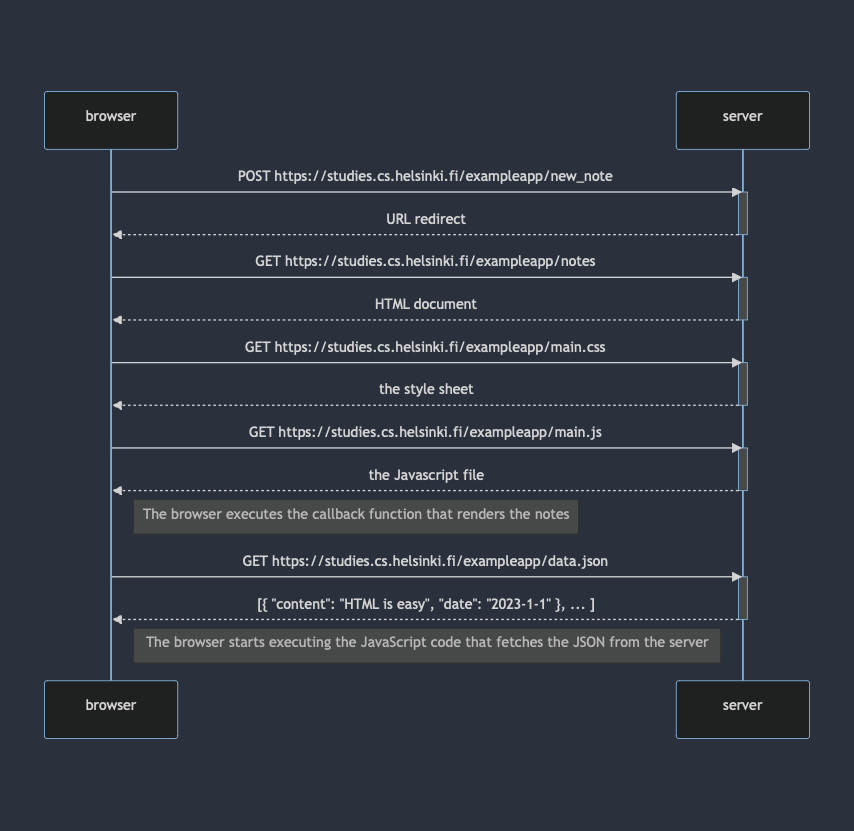 browser
server
POST https://studies.cs.helsinki.fi/exampleapp/new_note
URL redirect
GET https://studies.cs.helsinki.fi/exampleapp/notes
HTML document
GET https://studies.cs.helsinki.fi/exampleapp/main.css
the style sheet
GET https://studies.cs.helsinki.fi/exampleapp/main.js
the Javascript file
The browser executes the callback function that renders the notes
GET https://studies.cs.helsinki.fi/exampleapp/data.json
[{ "content": "HTML is easy", "date": "2023-1-1" }, ... ]
The browser starts executing the JavaScript code that fetches the JSON from the server
browser
server